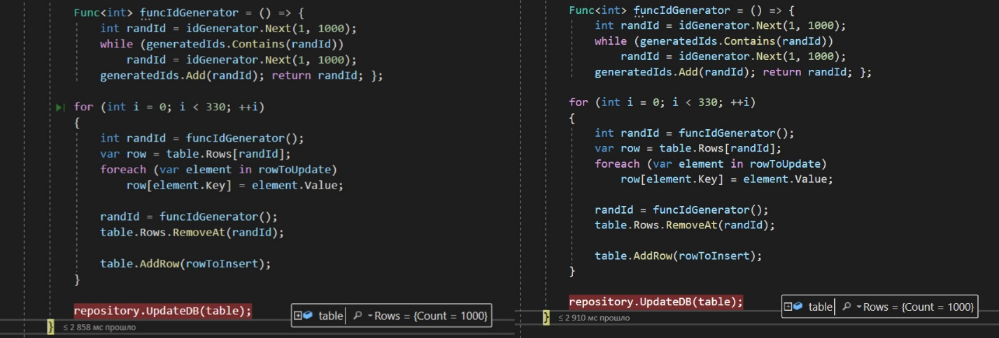 Func<int> funcIdGenerator = () => {
int randId = idGenerator.Next(1, 1000);
while (generatedIds.Contains(randId))
randId = idGenerator.Next(1, 1000);
generatedIds.Add(randId); return randId; };
for (int i = 0; i < 330; ++i)
{
int randId = funcIdGenerator();
var row = table.Rows[randId];
foreach (var element in rowToUpdate)
row[element.Key] = element.Value;
randId = funcIdGenerator();
table.Rows.RemoveAt(randId);
table.AddRow(rowToInsert);
}
repository.UpdateDB(table);
table Rows = {Count = 1000}
} ≤ 2 858 мс прошло
Func<int> funcIdGenerator = () => {
int randId = idGenerator.Next(1, 1000);
while (generatedIds.Contains(randId))
randId = idGenerator.Next(1, 1000);
generatedIds.Add(randId); return randId; };
for (int i = 0; i < 330; ++i)
{
int randId = funcIdGenerator();
var row = table.Rows[randId];
foreach (var element in rowToUpdate)
row[element.Key] = element.Value;
randId = funcIdGenerator();
table.Rows.RemoveAt(randId);
table.AddRow(rowToInsert);
}
repository.UpdateDB(table);
table Rows = {Count = 1000}
} ≤ 2 910 мс прошло